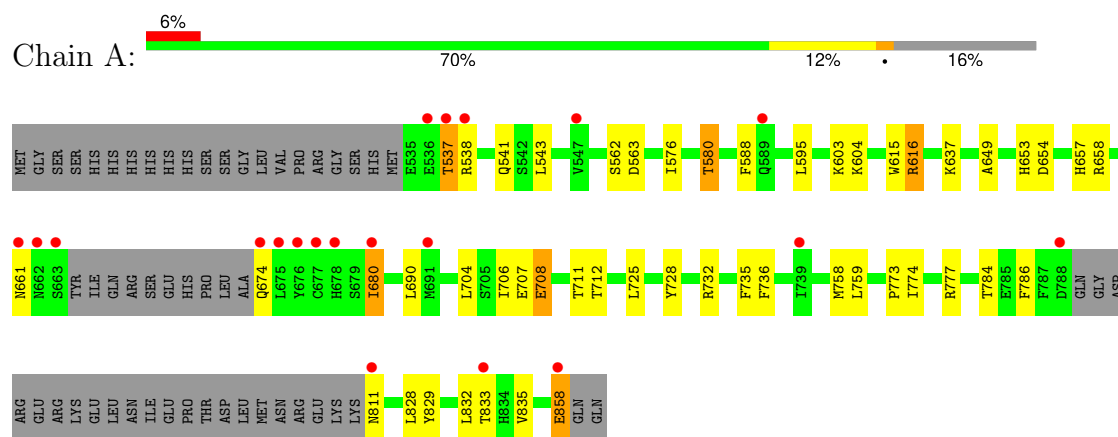 6%
Chain A:
70% 12% • 16%
MET GLY SER SER HIS HIS HIS HIS HIS HIS SER SER GLY LEU VAL PRO ARG GLY SER HIS MET E535 E536 T537 R538 Q541 S542 L543 V547 S562 D563 I576 T580 F588 Q589 L595 K603 K604 W615 R616 K637 A649 H653 D654 H657 R658
N661 N662 S663 TYR ILE GLN ARG SER GLU HIS PRO LEU ALA Q674 L675 Y676 C677 H678 S679 I680 L690 M691 L704 S705 I706 E707 E708 T711 T712 L725 Y728 R732 F735 F736 I739 M758 L759 P773 I774 R777 T784 E785 F786 F787 D788 GLN GLY ASP
ARG GLU ARG LYS GLU LEU ASN ILE GLU PRO THR ASP LEU MET ASN ARG GLU LYS LYS N811 L828 Y829 L832 T833 H834 V835 E858 GLN GLN